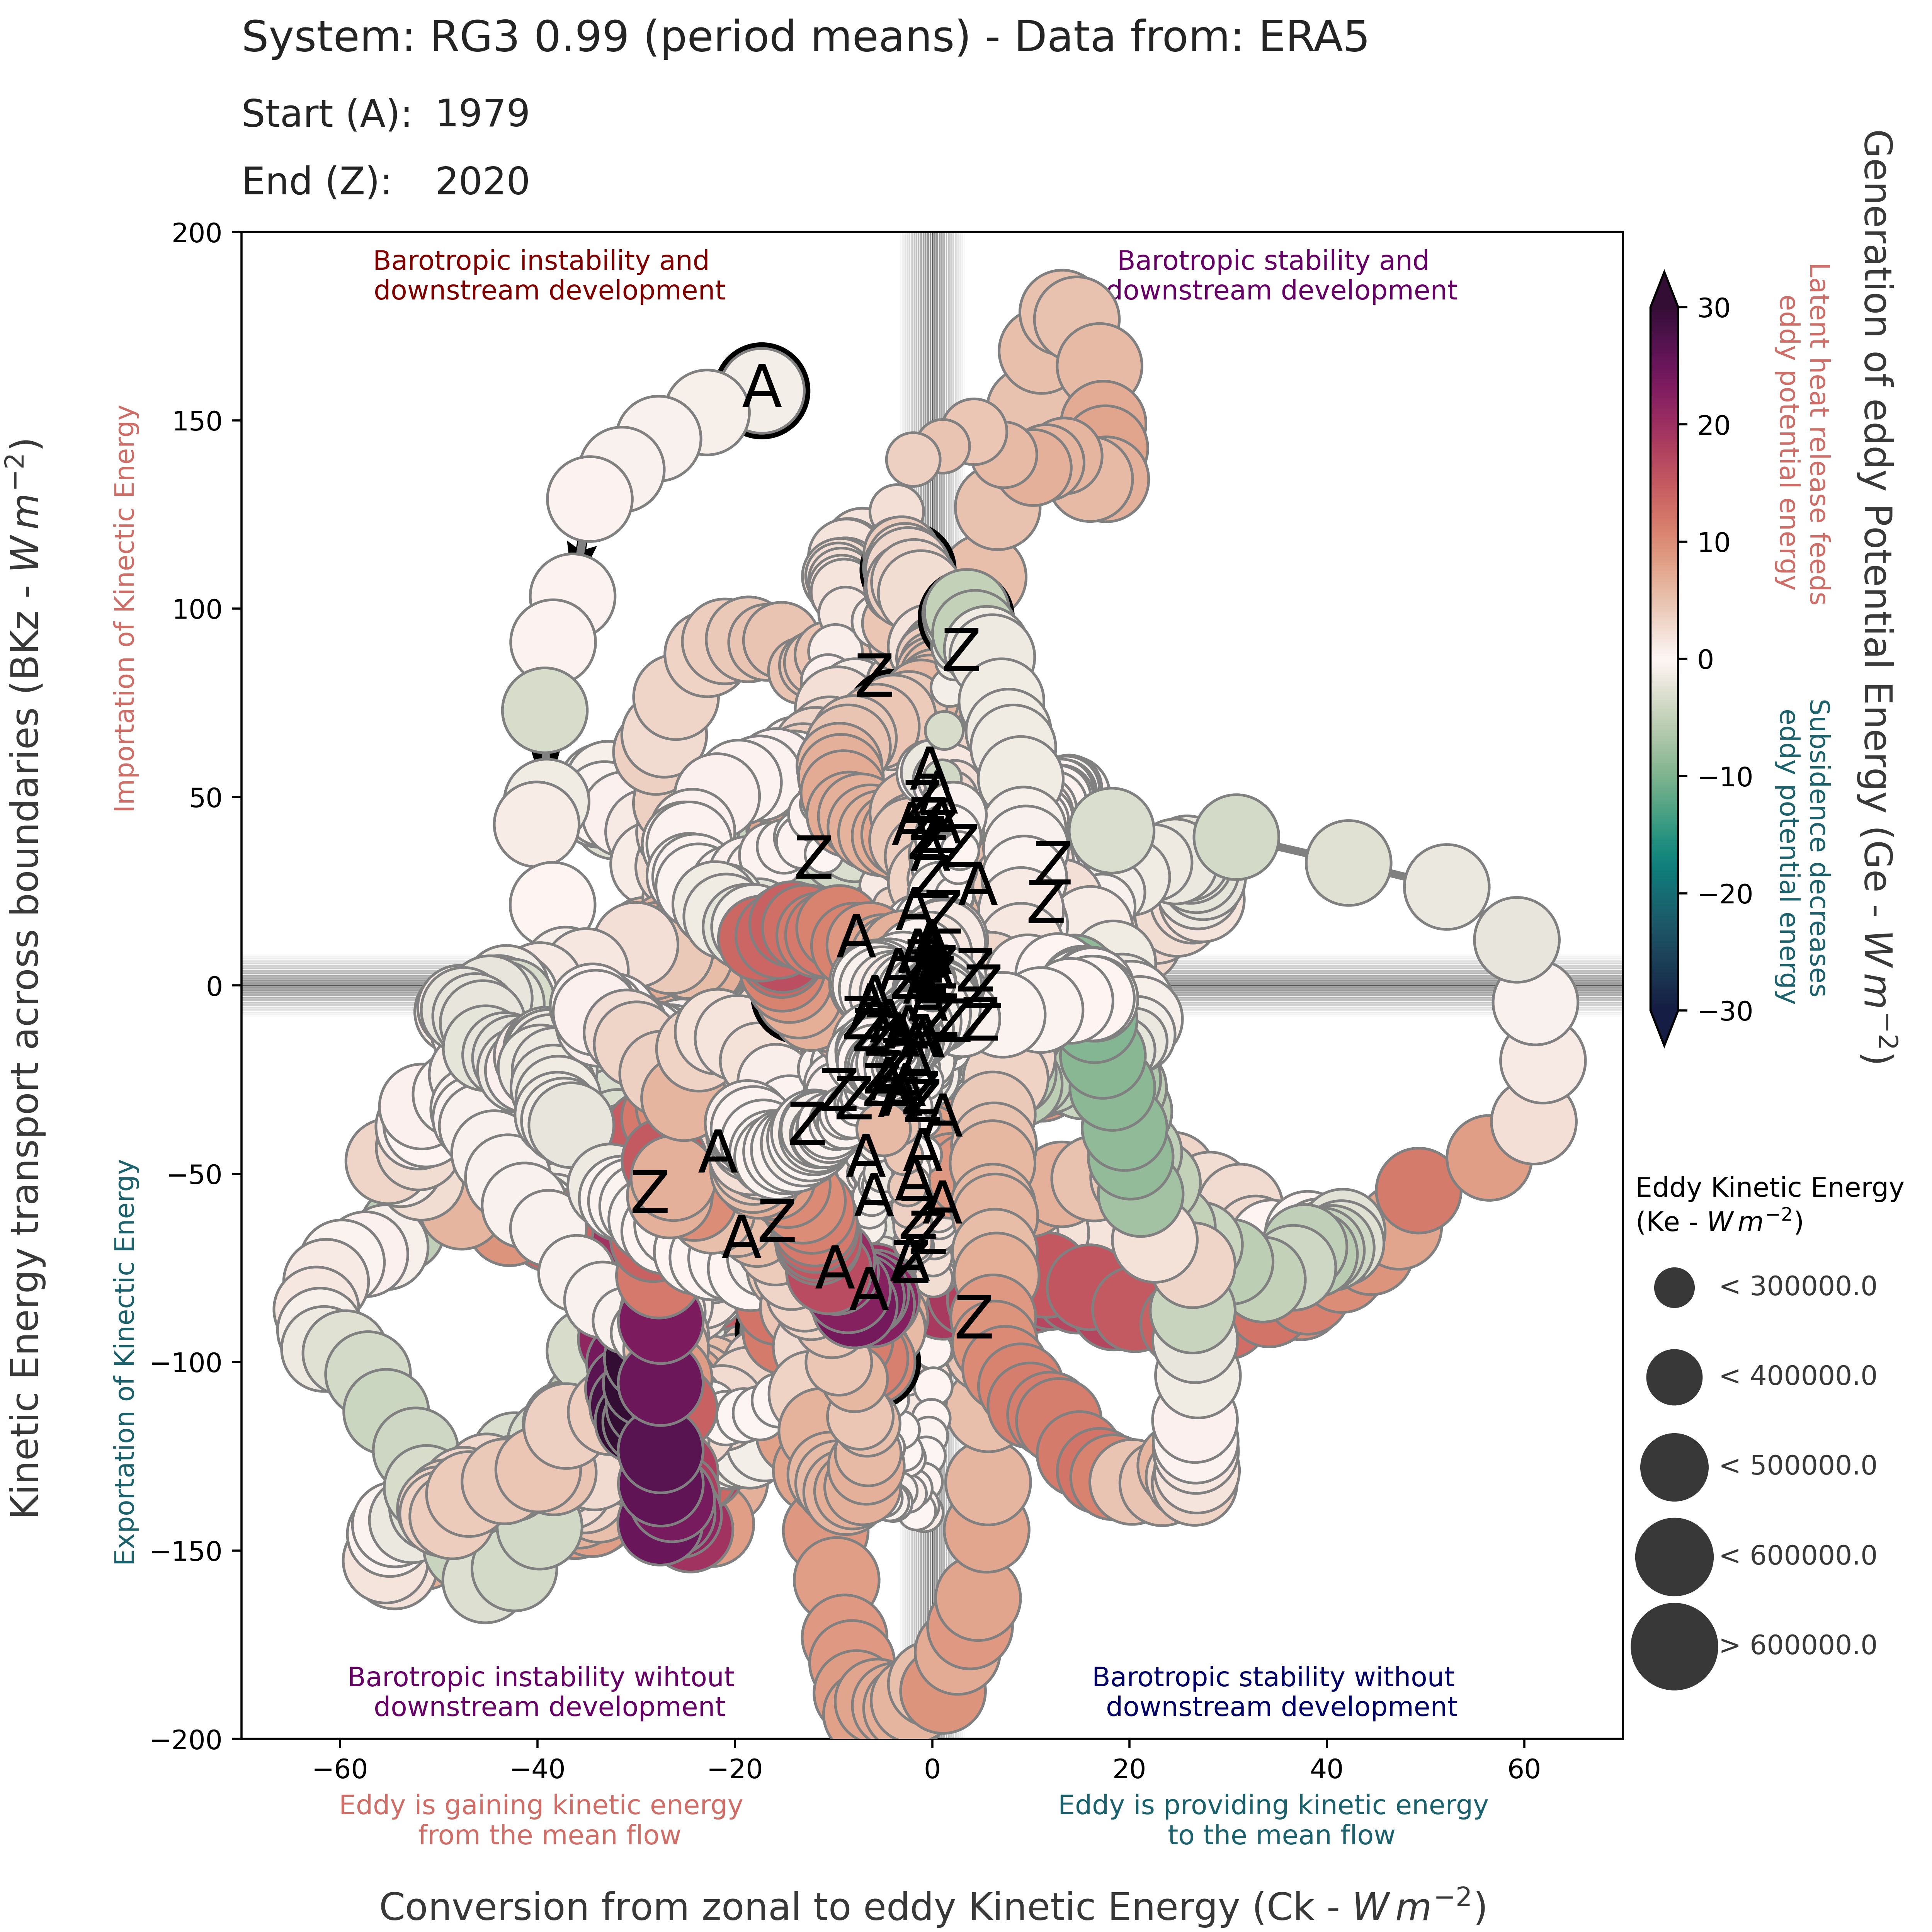 System: RG3 0.99 (period means) - Data from: ERA5
Start (A): 1979
End (Z): 2020
Barotropic instability and
downstream development
Barotropic stability and
downstream development
Barotropic instability wihtout
downstream development
Barotropic stability without
downstream development
Kinetic Energy transport across boundaries (BKz - W m⁻²)
Importation of Kinectic Energy
Exportation of Kinectic Energy
200
150
100
50
0
−50
−100
−150
−200
−60
−40
−20
0
20
40
60
Eddy is gaining kinetic energy
from the mean flow
Eddy is providing kinetic energy
to the mean flow
Conversion from zonal to eddy Kinetic Energy (Ck - W m⁻²)
30
20
10
0
−10
−20
−30
Latent heat release feeds
eddy potential energy
Subsidence decreases
eddy potential energy
Generation of eddy Potential Energy (Ge - W m⁻²)
Eddy Kinect Energy
(Ke - W m⁻²)
< 300000.0
< 400000.0
< 500000.0
< 600000.0
> 600000.0
A
Z